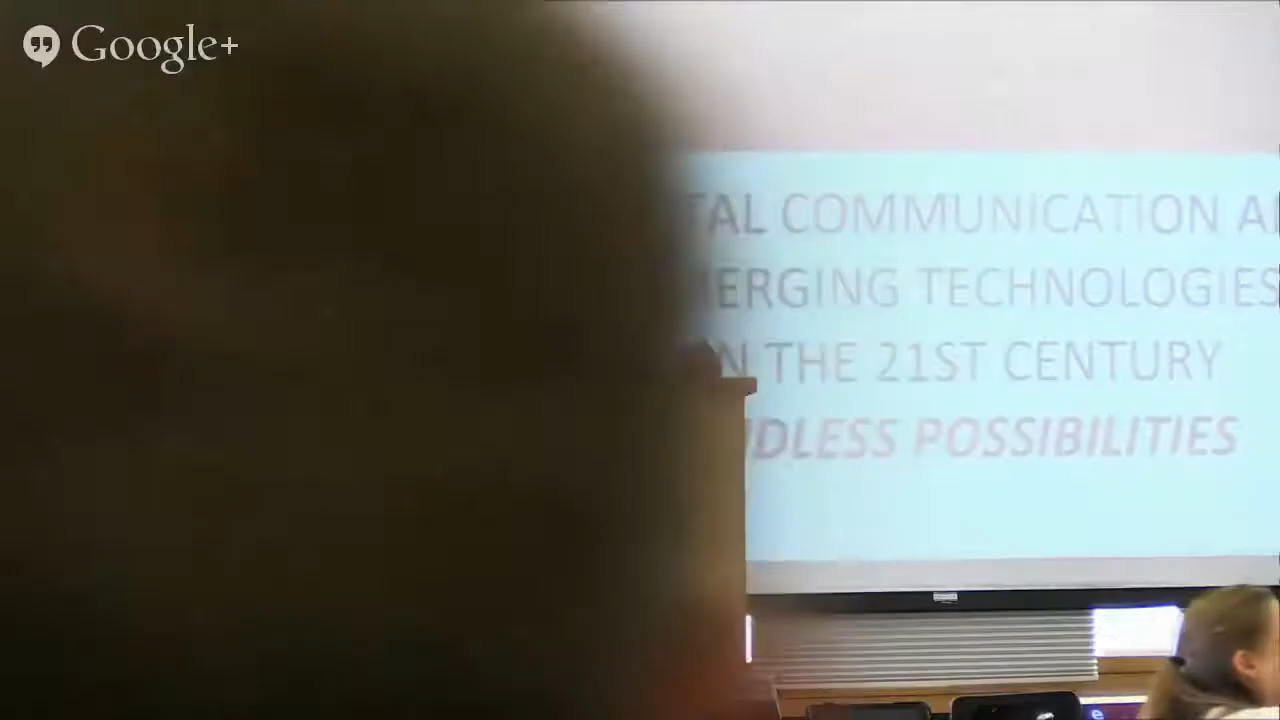 Google+
TAL COMMUNICATION A
ERGING TECHNOLOGIES
N THE 21ST CENTURY
DLESS POSSIBILITIES